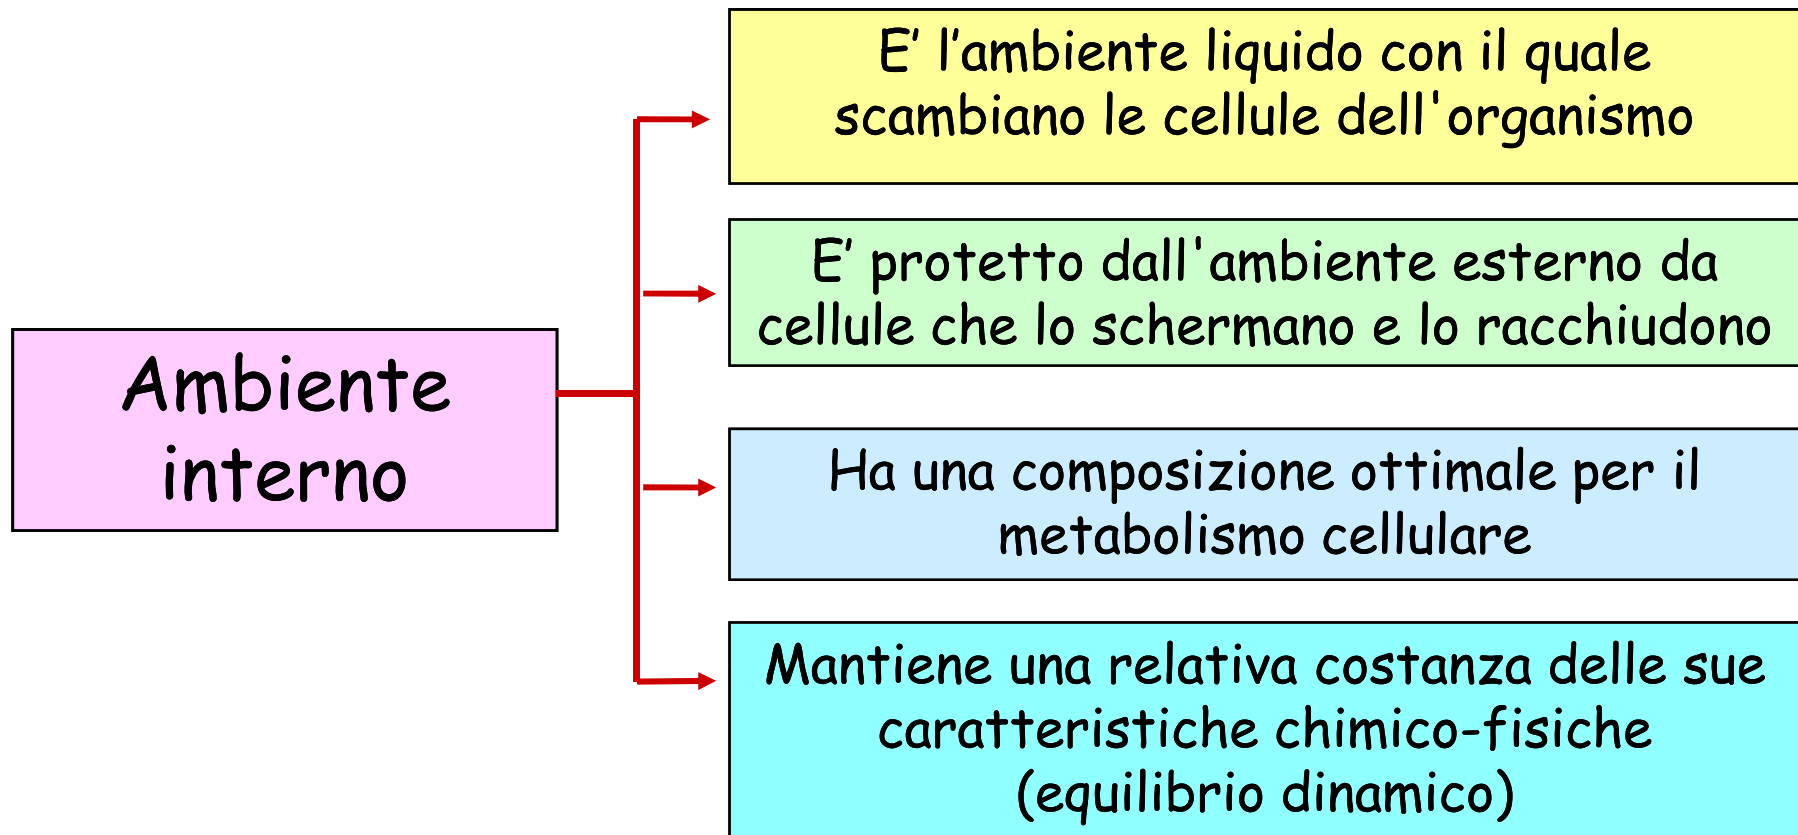 E’ l’ambiente liquido con il quale
scambiano le cellule dell'organismo
E’ protetto dall'ambiente esterno da
cellule che lo schermano e lo racchiudono
Ambiente
interno
Ha una composizione ottimale per il
metabolismo cellulare
Mantiene una relativa costanza delle sue
caratteristiche chimico-fisiche
(equilibrio dinamico)